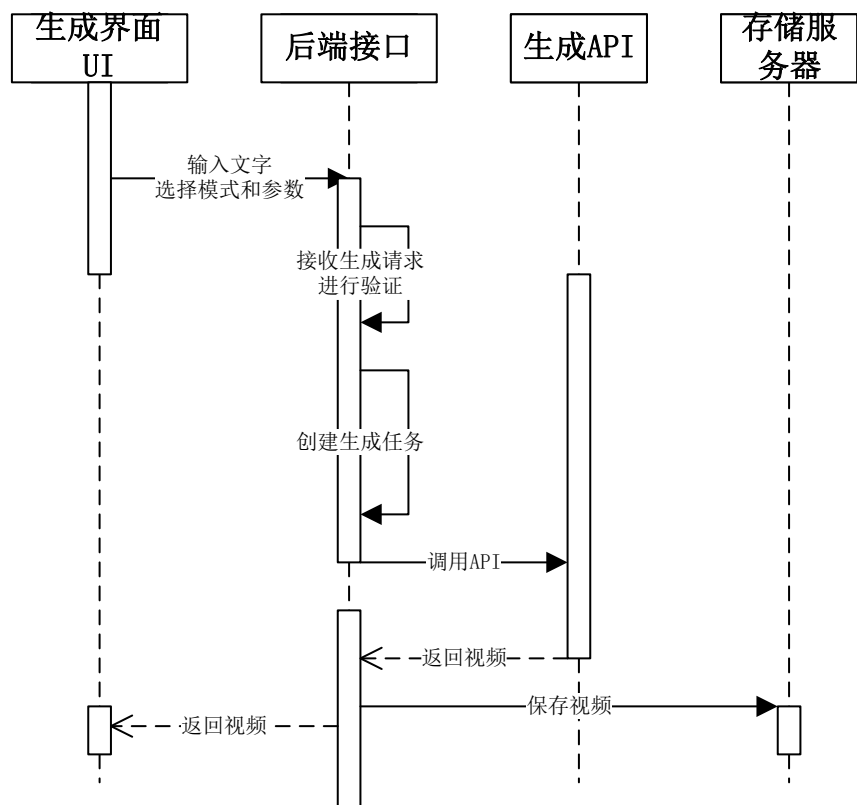 生成界面
UI
后端接口
生成API
存储服
务器
输入文字
选择模式和参数
接收生成请求
进行验证
创建生成任务
调用API
返回视频
保存视频
返回视频